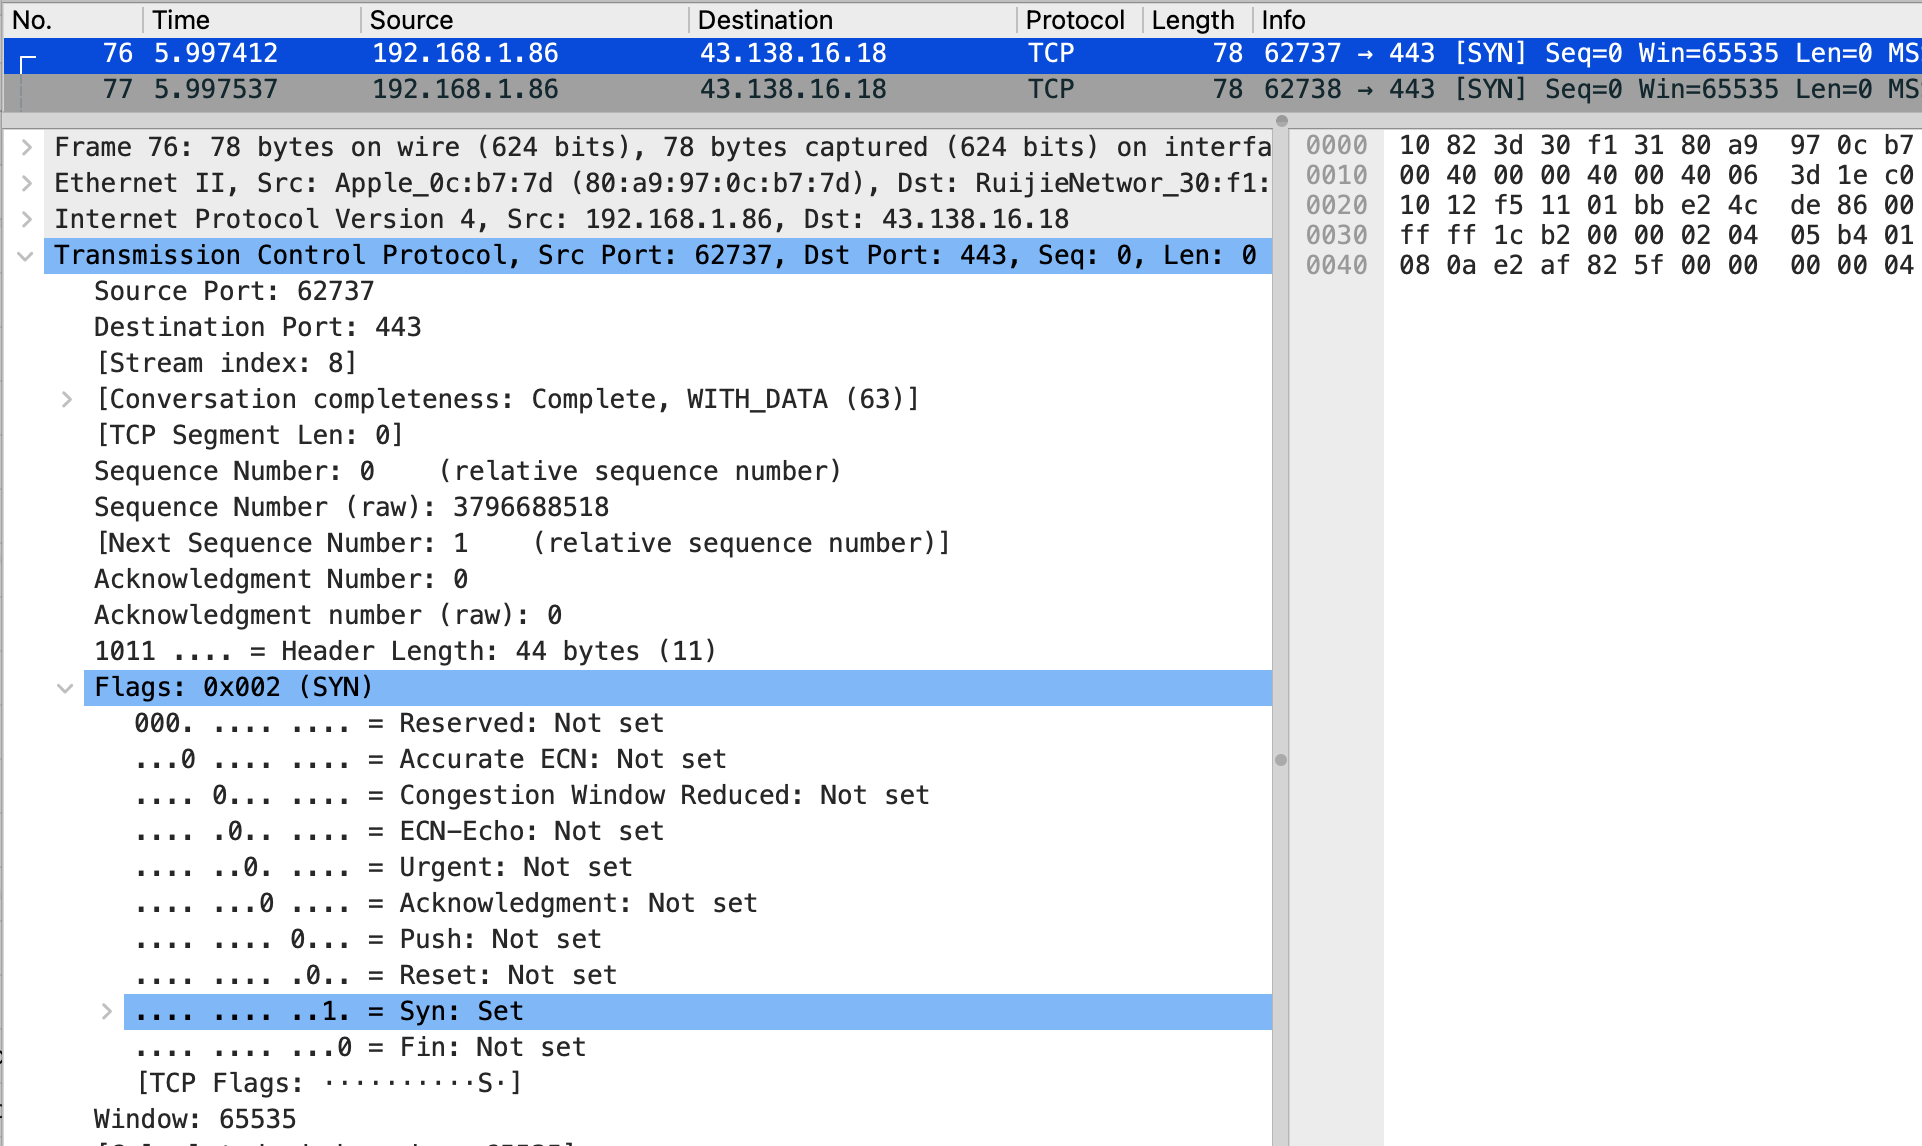 No. Time Source Destination Protocol Length Info
76 5.997412 192.168.1.86 43.138.16.18 TCP 78 62737 → 443 [SYN] Seq=0 Win=65535 Len=0 MS
77 5.997537 192.168.1.86 43.138.16.18 TCP 78 62738 → 443 [SYN] Seq=0 Win=65535 Len=0 MS
Frame 76: 78 bytes on wire (624 bits), 78 bytes captured (624 bits) on interfa
Ethernet II, Src: Apple_0c:b7:7d (80:a9:97:0c:b7:7d), Dst: RuijieNetwor_30:f1:
Internet Protocol Version 4, Src: 192.168.1.86, Dst: 43.138.16.18
Transmission Control Protocol, Src Port: 62737, Dst Port: 443, Seq: 0, Len: 0
Source Port: 62737
Destination Port: 443
[Stream index: 8]
[Conversation completeness: Complete, WITH_DATA (63)]
[TCP Segment Len: 0]
Sequence Number: 0    (relative sequence number)
Sequence Number (raw): 3796688518
[Next Sequence Number: 1    (relative sequence number)]
Acknowledgment Number: 0
Acknowledgment number (raw): 0
1011 .... = Header Length: 44 bytes (11)
Flags: 0x002 (SYN)
000. .... .... = Reserved: Not set
...0 .... .... = Accurate ECN: Not set
.... 0... .... = Congestion Window Reduced: Not set
.... .0.. .... = ECN-Echo: Not set
.... ..0. .... = Urgent: Not set
.... ...0 .... = Acknowledgment: Not set
.... .... 0... = Push: Not set
.... .... .0.. = Reset: Not set
.... .... ..1. = Syn: Set
.... .... ...0 = Fin: Not set
[TCP Flags: ··········S·]
Window: 65535
0000 10 82 3d 30 f1 31 80 a9 97 0c b7
0010 00 40 00 00 40 00 40 06 3d 1e c0
0020 10 12 f5 11 01 bb e2 4c de 86 00
0030 ff ff 1c b2 00 00 02 04 05 b4 01
0040 08 0a e2 af 82 5f 00 00 00 00 04